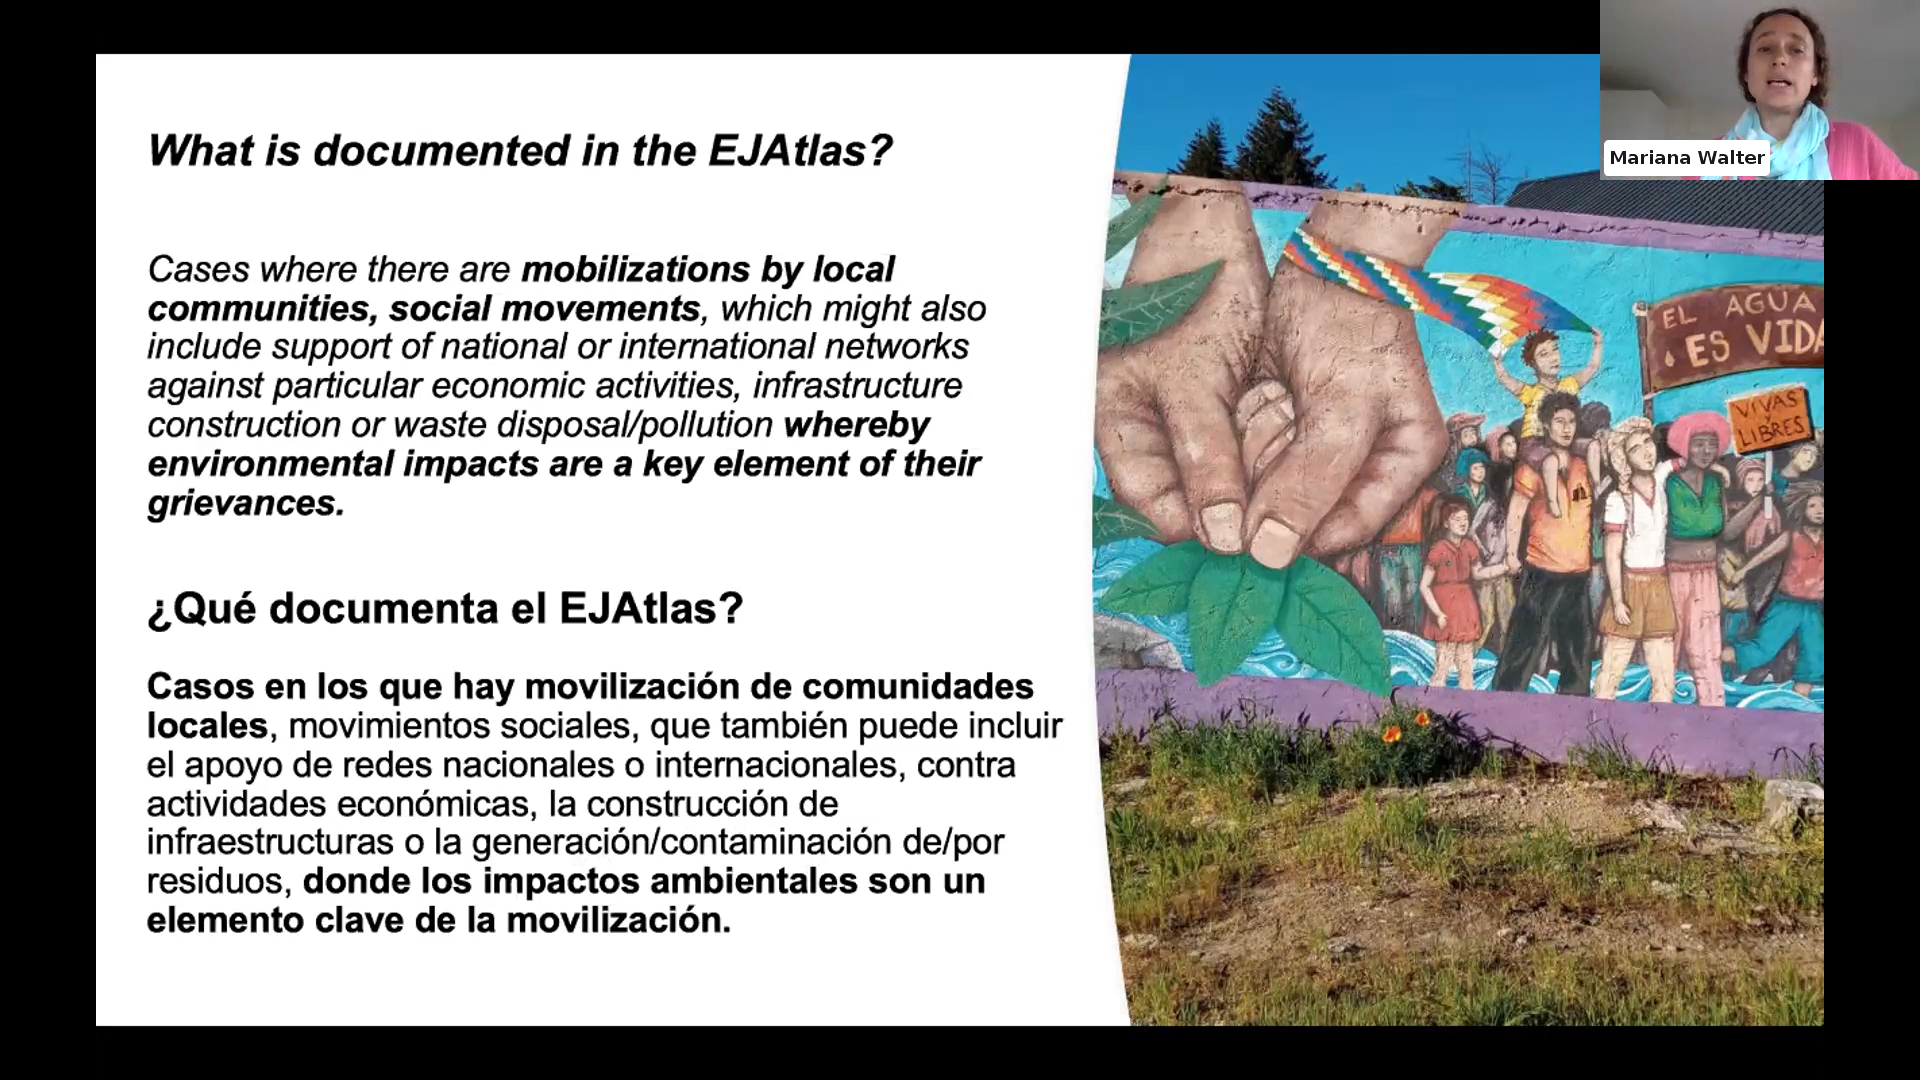 What is documented in the EJAtlas?
Cases where there are mobilizations by local
communities, social movements, which might also
include support of national or international networks
against particular economic activities, infrastructure
construction or waste disposal/pollution whereby
environmental impacts are a key element of their
grievances.
¿Qué documenta el EJAtlas?
Casos en los que hay movilización de comunidades
locales, movimientos sociales, que también puede incluir
el apoyo de redes nacionales o internacionales, contra
actividades económicas, la construcción de
infraestructuras o la generación/contaminación de/por
residuos, donde los impactos ambientales son un
elemento clave de la movilización.
Mariana Walter
EL AGUA
ES VIDA
VIVAS
Y
LIBRES